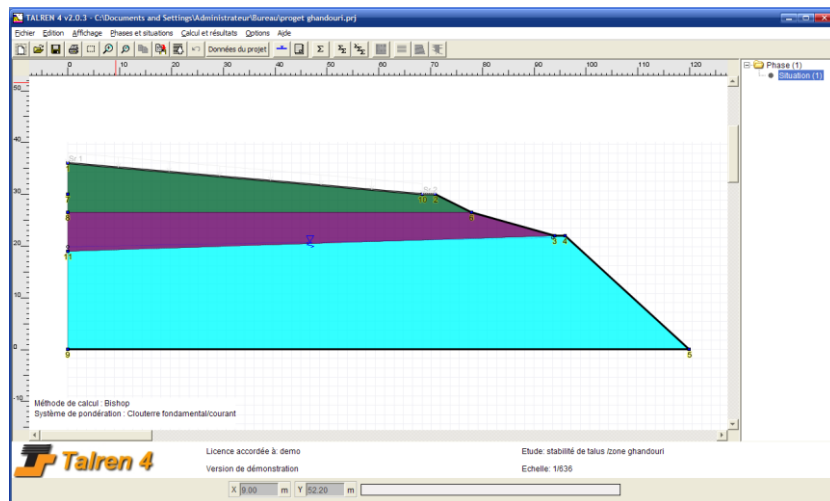 TALREN 4 v2.0.3 - C:\Documents and Settings\Administrateur\Bureau\proget ghandouri.prj
Fichier Edition Affichage Phases et situations Calcul et résultats Options Aide
Données du projet
0 10 20 30 40 50 60 70 80 90 100 110 120
Phase (1)
Situation (1)
50
40
30
20
10
0
-10
1
7
8
11
9
10
2
6
3
4
5
Méthode de calcul : Bishop
Système de pondération : Clouterre fondamental/courant
Talren 4
Licence accordée à: demo
Etude: stabilité de talus /zone ghandouri
Version de démonstration
Echelle: 1/636
X 9.00 m Y 52.20 m